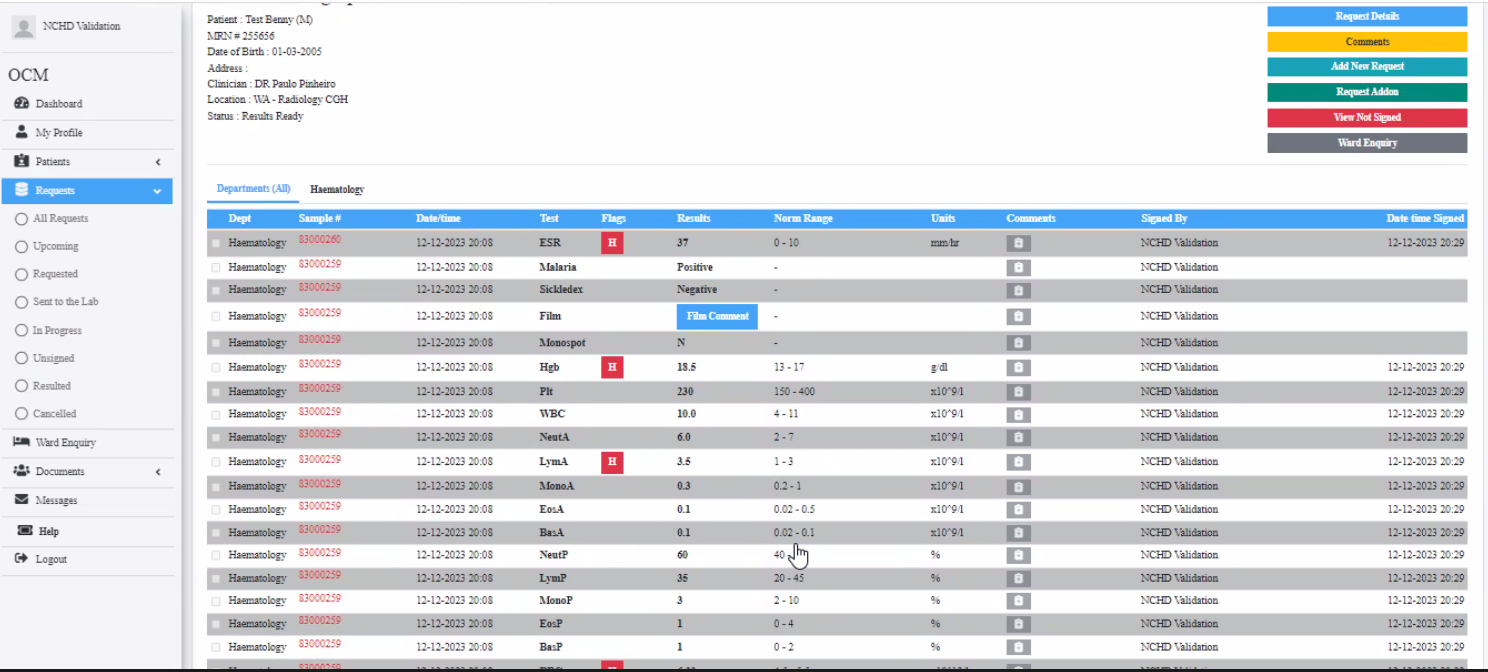 NCHD Validation
OCM
Dashboard
My Profile
Patients
Requests
All Requests
Upcoming
Requested
Sent to the Lab
In Progress
Unsigned
Resulted
Cancelled
Ward Enquiry
Documents
Messages
Help
Logout
Patient : Test Benny (M)
MRN # 255656
Date of Birth : 01-03-2005
Address :
Clinician : DR Paulo Pinheiro
Location : WA - Radiology CGH
Status : Results Ready
Request Details
Comments
Add New Request
Request Addon
View Not Signed
Ward Enquiry
Departments (All) Haematology
Dept Sample # Date/time Test Flags Results Norm Range Units Comments Signed By Date time Signed
Haematology 83000260 12-12-2023 20:08 ESR H 37 0 - 10 mm/hr NCHD Validation 12-12-2023 20:29
Haematology 83000259 12-12-2023 20:08 Malaria Positive - NCHD Validation
Haematology 83000259 12-12-2023 20:08 Sickledex Negative - NCHD Validation
Haematology 83000259 12-12-2023 20:08 Film Film Comment - NCHD Validation
Haematology 83000259 12-12-2023 20:08 Monospot N - NCHD Validation
Haematology 83000259 12-12-2023 20:08 Hgb H 18.5 13 - 17 g/dl NCHD Validation 12-12-2023 20:29
Haematology 83000259 12-12-2023 20:08 Plt 230 150 - 400 x10^9/l NCHD Validation 12-12-2023 20:29
Haematology 83000259 12-12-2023 20:08 WBC 10.0 4 - 11 x10^9/l NCHD Validation 12-12-2023 20:29
Haematology 83000259 12-12-2023 20:08 NeutA 6.0 2 - 7 x10^9/l NCHD Validation 12-12-2023 20:29
Haematology 83000259 12-12-2023 20:08 LymA H 3.5 1 - 3 x10^9/l NCHD Validation 12-12-2023 20:29
Haematology 83000259 12-12-2023 20:08 MonoA 0.3 0.2 - 1 x10^9/l NCHD Validation 12-12-2023 20:29
Haematology 83000259 12-12-2023 20:08 EosA 0.1 0.02 - 0.5 x10^9/l NCHD Validation 12-12-2023 20:29
Haematology 83000259 12-12-2023 20:08 BasA 0.1 0.02 - 0.1 x10^9/l NCHD Validation 12-12-2023 20:29
Haematology 83000259 12-12-2023 20:08 NeutP 60 40 - % NCHD Validation 12-12-2023 20:29
Haematology 83000259 12-12-2023 20:08 LymP 35 20 - 45 % NCHD Validation 12-12-2023 20:29
Haematology 83000259 12-12-2023 20:08 MonoP 3 2 - 10 % NCHD Validation 12-12-2023 20:29
Haematology 83000259 12-12-2023 20:08 EosP 1 0 - 4 % NCHD Validation 12-12-2023 20:29
Haematology 83000259 12-12-2023 20:08 BasP 1 0 - 2 % NCHD Validation 12-12-2023 20:29